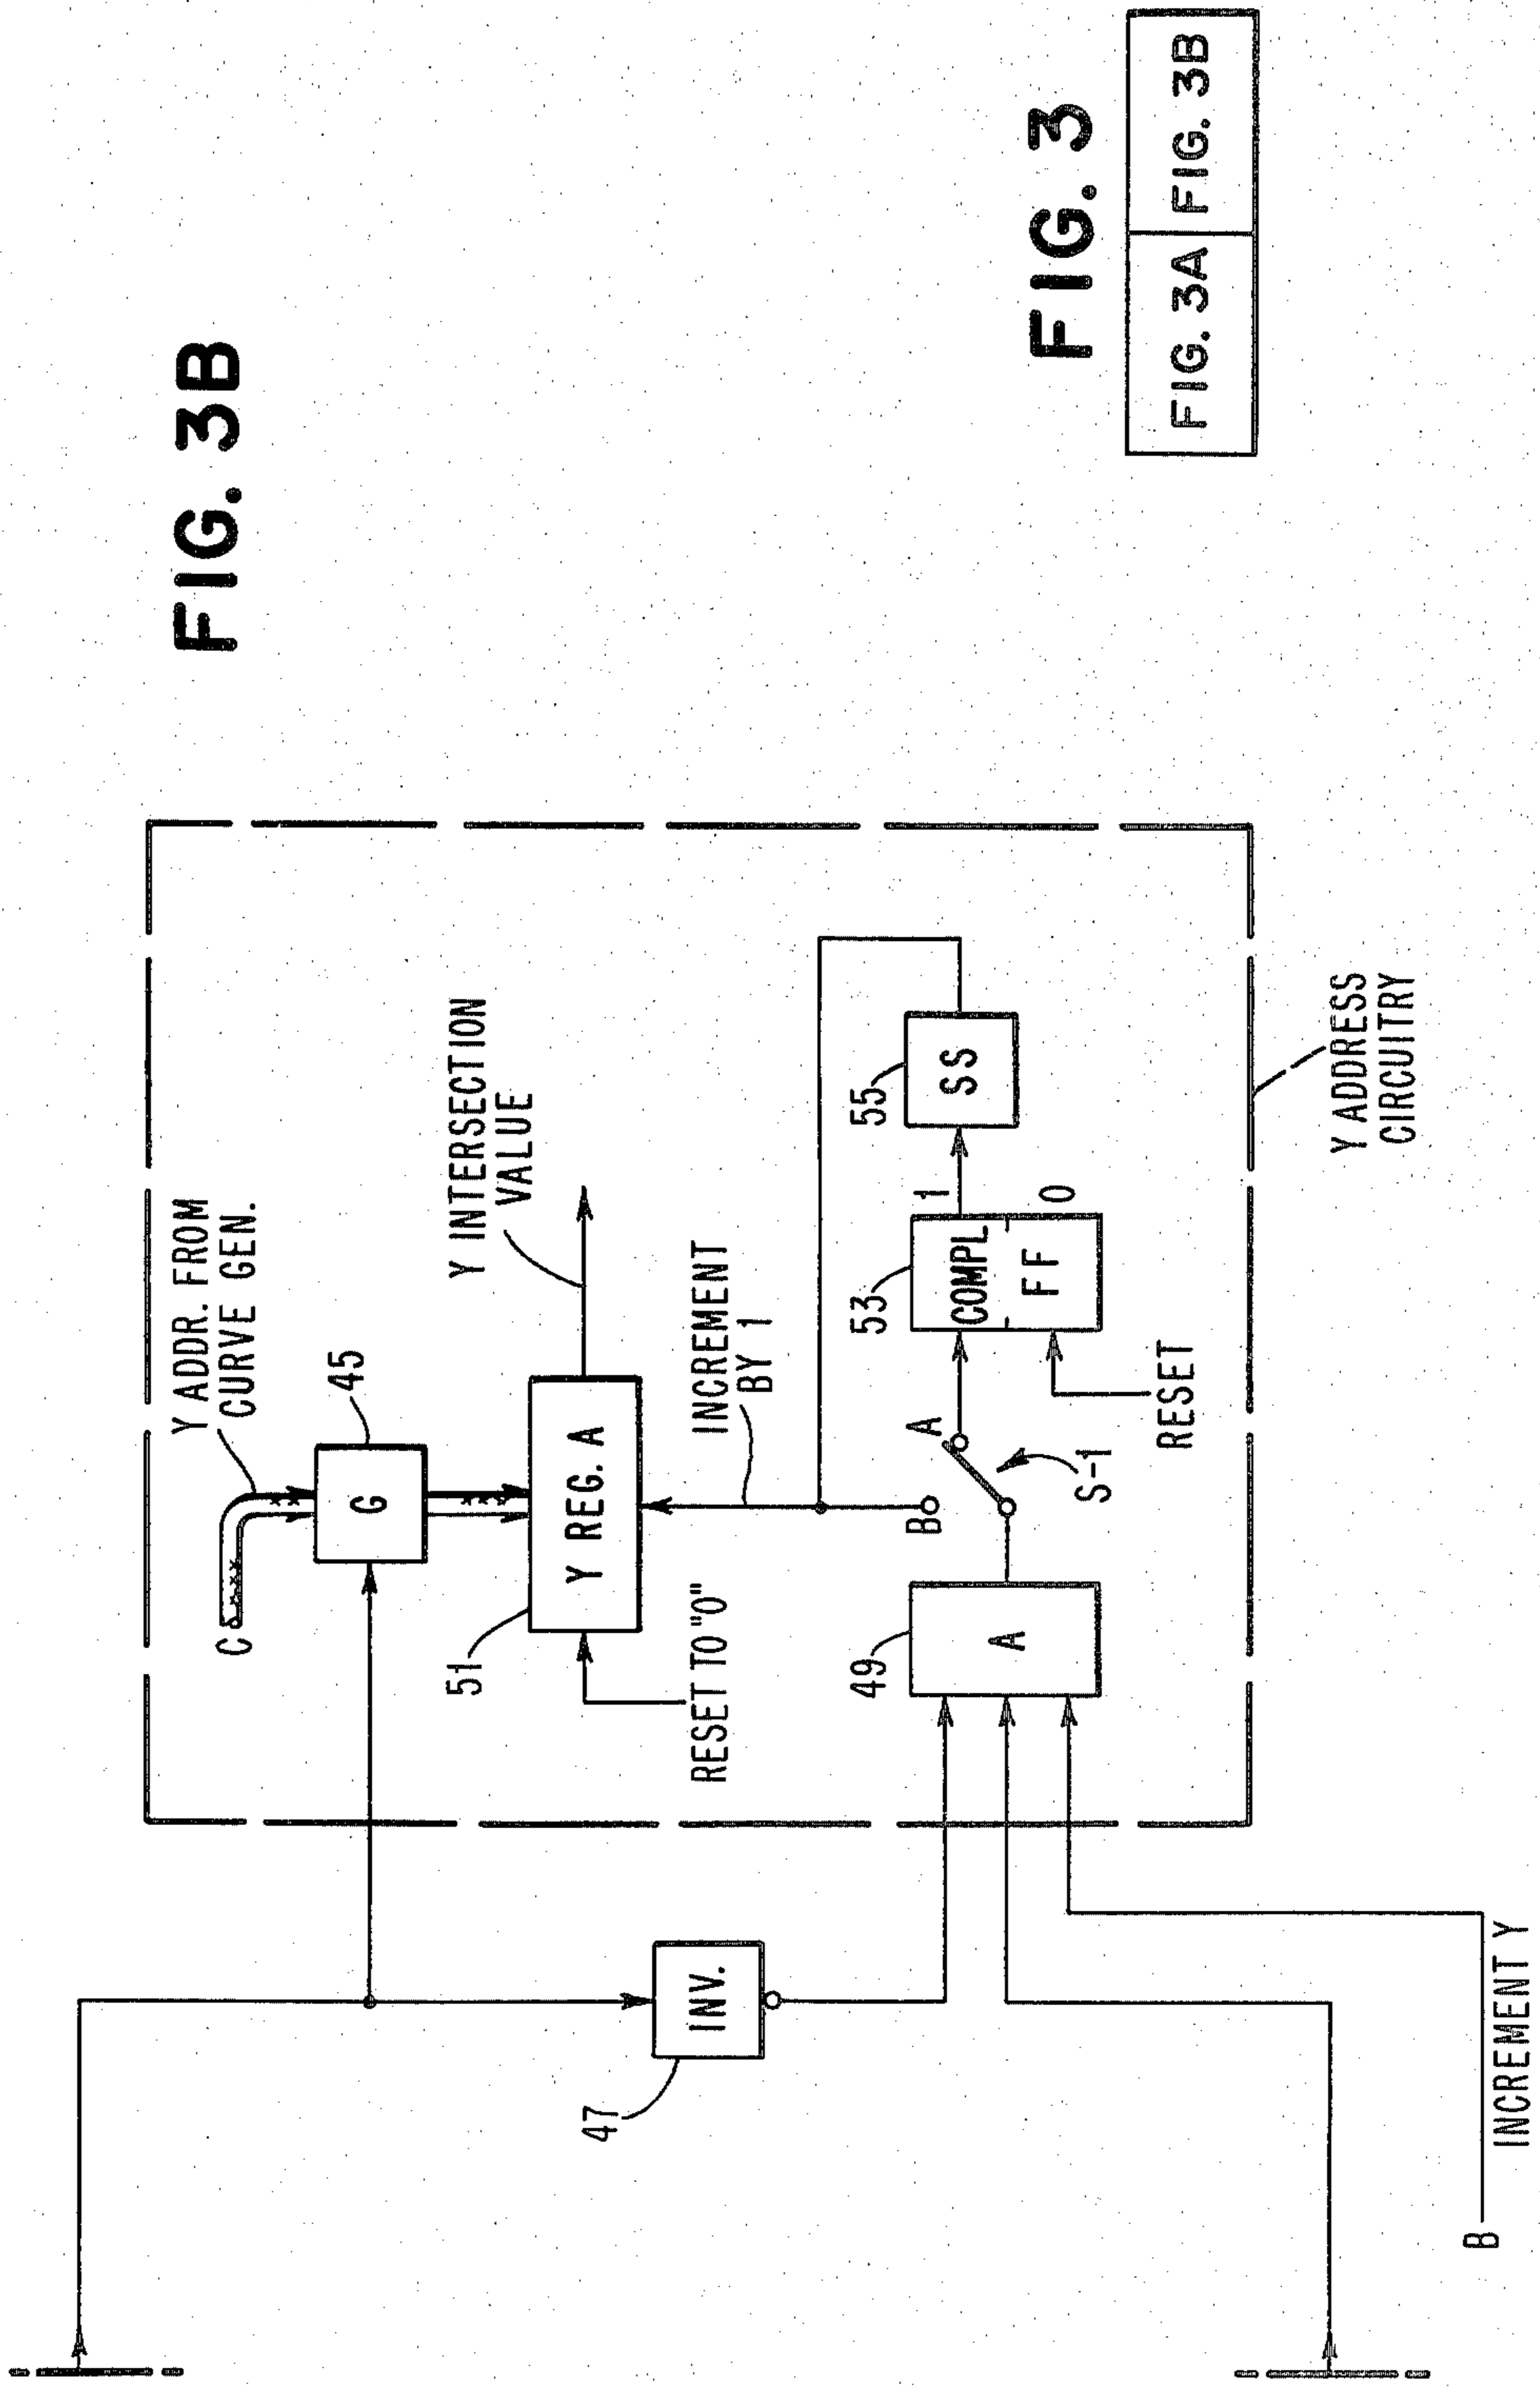 FIG. 3B
C
Y ADDR. FROM
CURVE GEN.
45
G
Y INTERSECTION
VALUE
51
Y REG. A
RESET TO "0"
INCREMENT
BY 1
47
INV.
49
A
B
A
S-1
53
COMPL
FF
1
0
RESET
55
SS
Y ADDRESS
CIRCUITRY
B
INCREMENT Y
FIG. 3
FIG. 3A
FIG. 3B